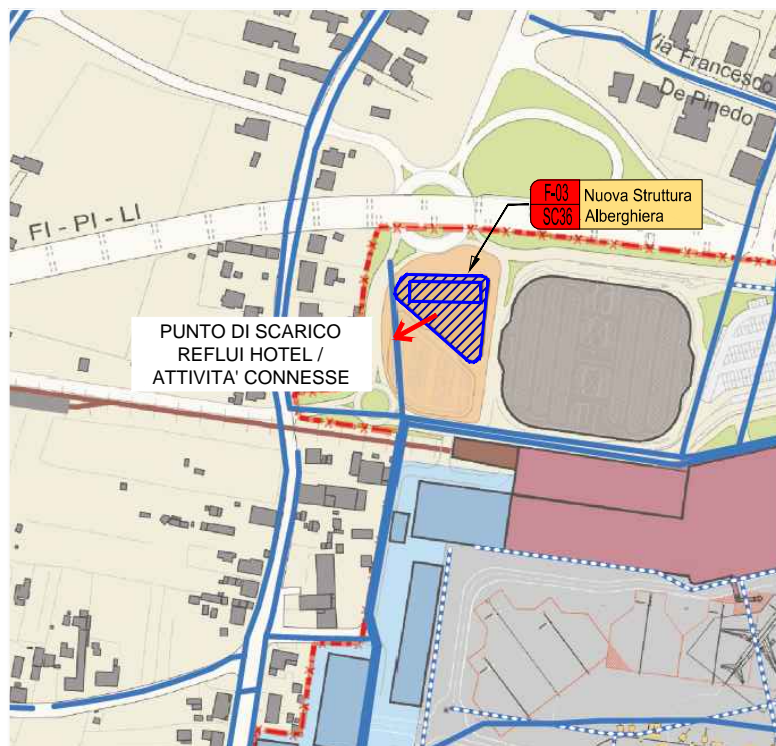 Via Francesco
De Pinedo
F-03
Nuova Struttura
SC36
Alberghiera
FI - PI - LI
PUNTO DI SCARICO
REFLUI HOTEL /
ATTIVITA' CONNESSE